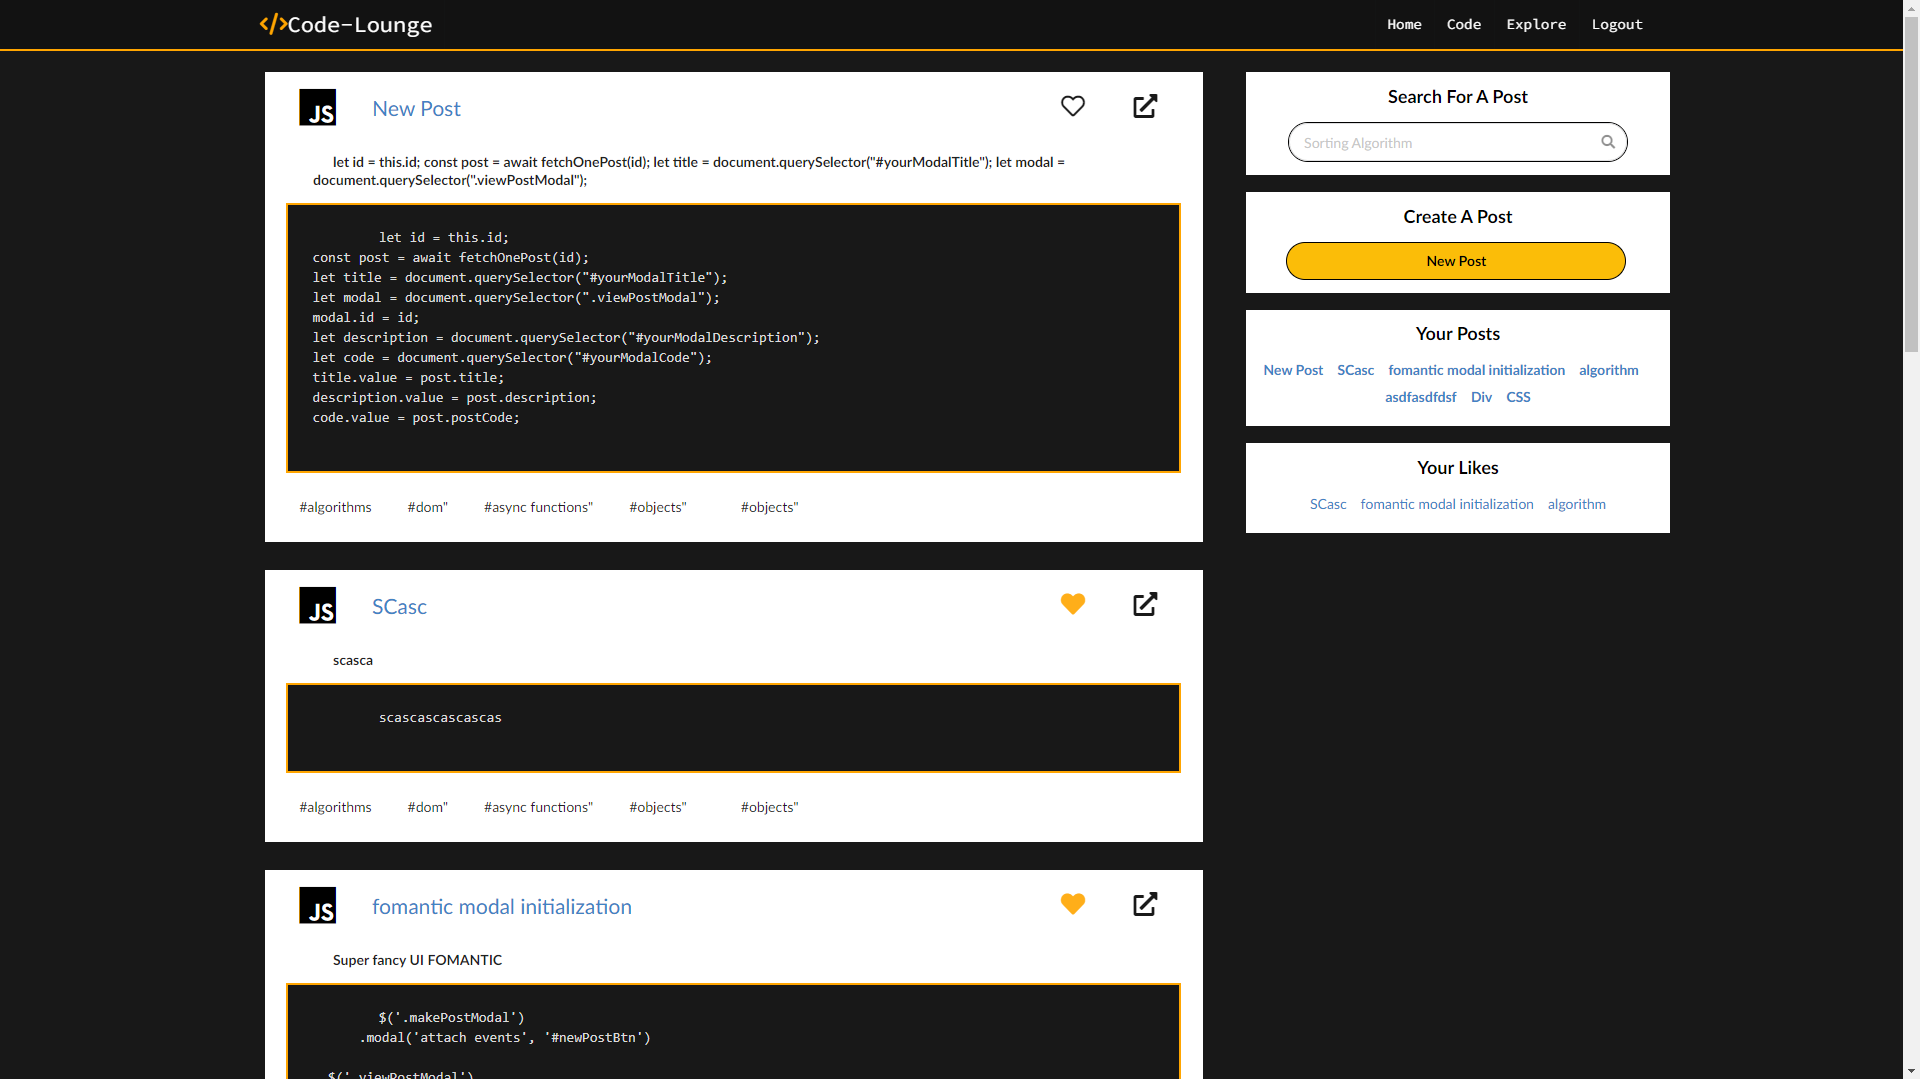 </>Code-Lounge
Home Code Explore Logout
JS New Post
let id = this.id; const post = await fetchOnePost(id); let title = document.querySelector("#yourModalTitle"); let modal =
document.querySelector(".viewPostModal");
let id = this.id;
const post = await fetchOnePost(id);
let title = document.querySelector("#yourModalTitle");
let modal = document.querySelector(".viewPostModal");
modal.id = id;
let description = document.querySelector("#yourModalDescription");
let code = document.querySelector("#yourModalCode");
title.value = post.title;
description.value = post.description;
code.value = post.postCode;
#algorithms #dom" #async functions" #objects" #objects"
JS SCasc
scasca
scascascascascas
#algorithms #dom" #async functions" #objects" #objects"
JS fomantic modal initialization
Super fancy UI FOMANTIC
$('.makePostModal')
.modal('attach events', '#newPostBtn')
$('.viewPostModal')
Search For A Post
Sorting Algorithm
Create A Post
New Post
Your Posts
New Post SCasc fomantic modal initialization algorithm
asdfasdfdsf Div CSS
Your Likes
SCasc fomantic modal initialization algorithm